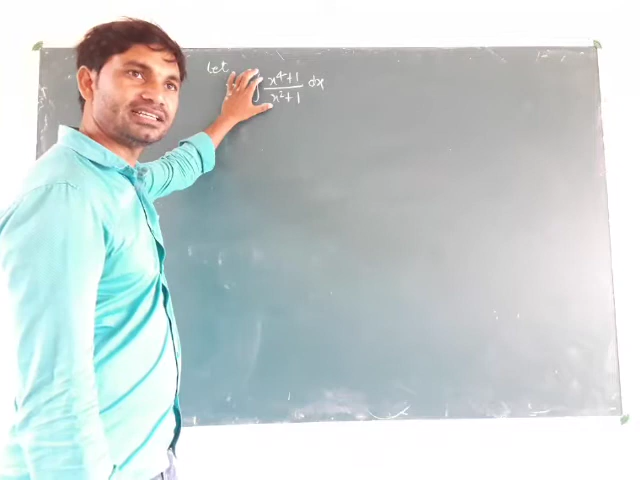 Let
∫ x⁴+1 / x²+1 dx